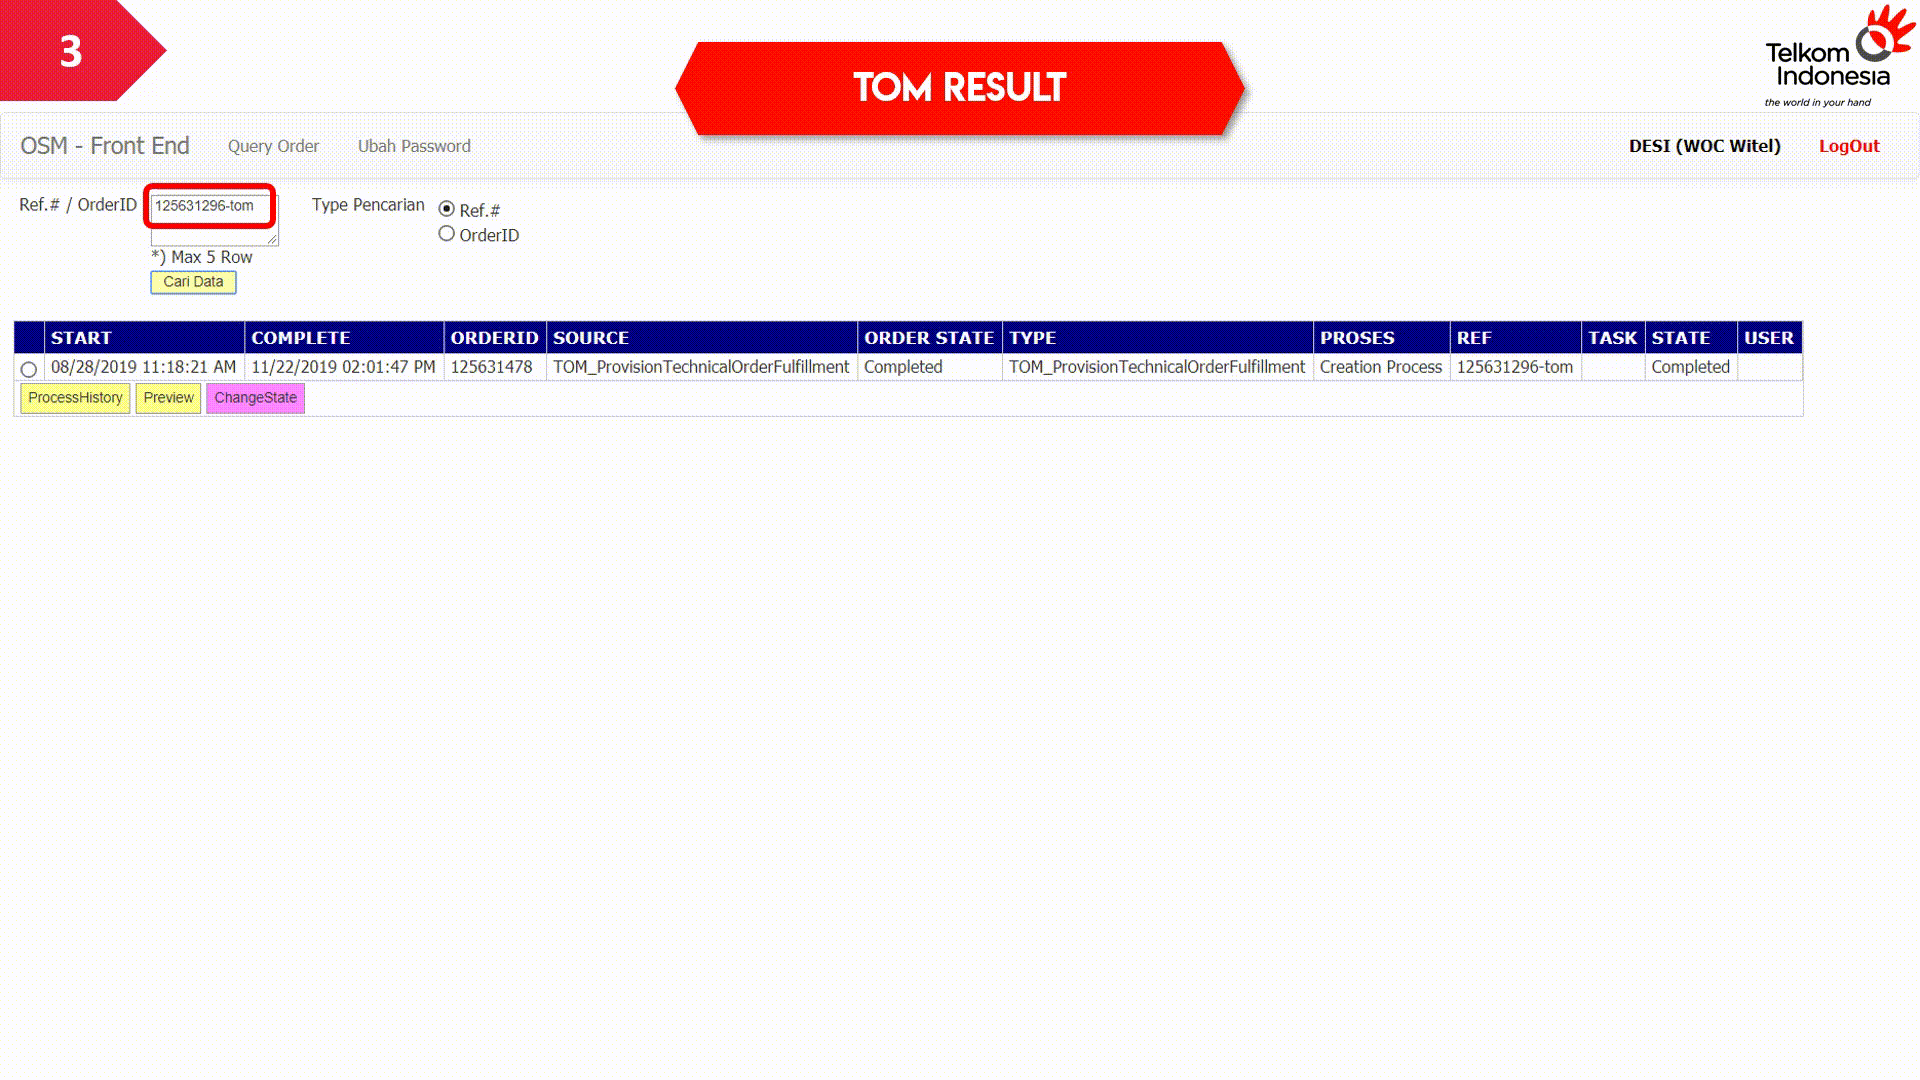 3
TOM RESULT
Telkom
Indonesia
the world in your hand
OSM - Front End Query Order Ubah Password DESI (WOC Witel) LogOut
Ref.# / OrderID 125631296-tom Type Pencarian Ref.#
OrderID
*) Max 5 Row
Cari Data
START COMPLETE ORDERID SOURCE ORDER STATE TYPE PROSES REF TASK STATE USER
08/28/2019 11:18:21 AM 11/22/2019 02:01:47 PM 125631478 TOM_ProvisionTechnicalOrderFulfillment Completed TOM_ProvisionTechnicalOrderFulfillment Creation Process 125631296-tom Completed
ProcessHistory Preview ChangeState